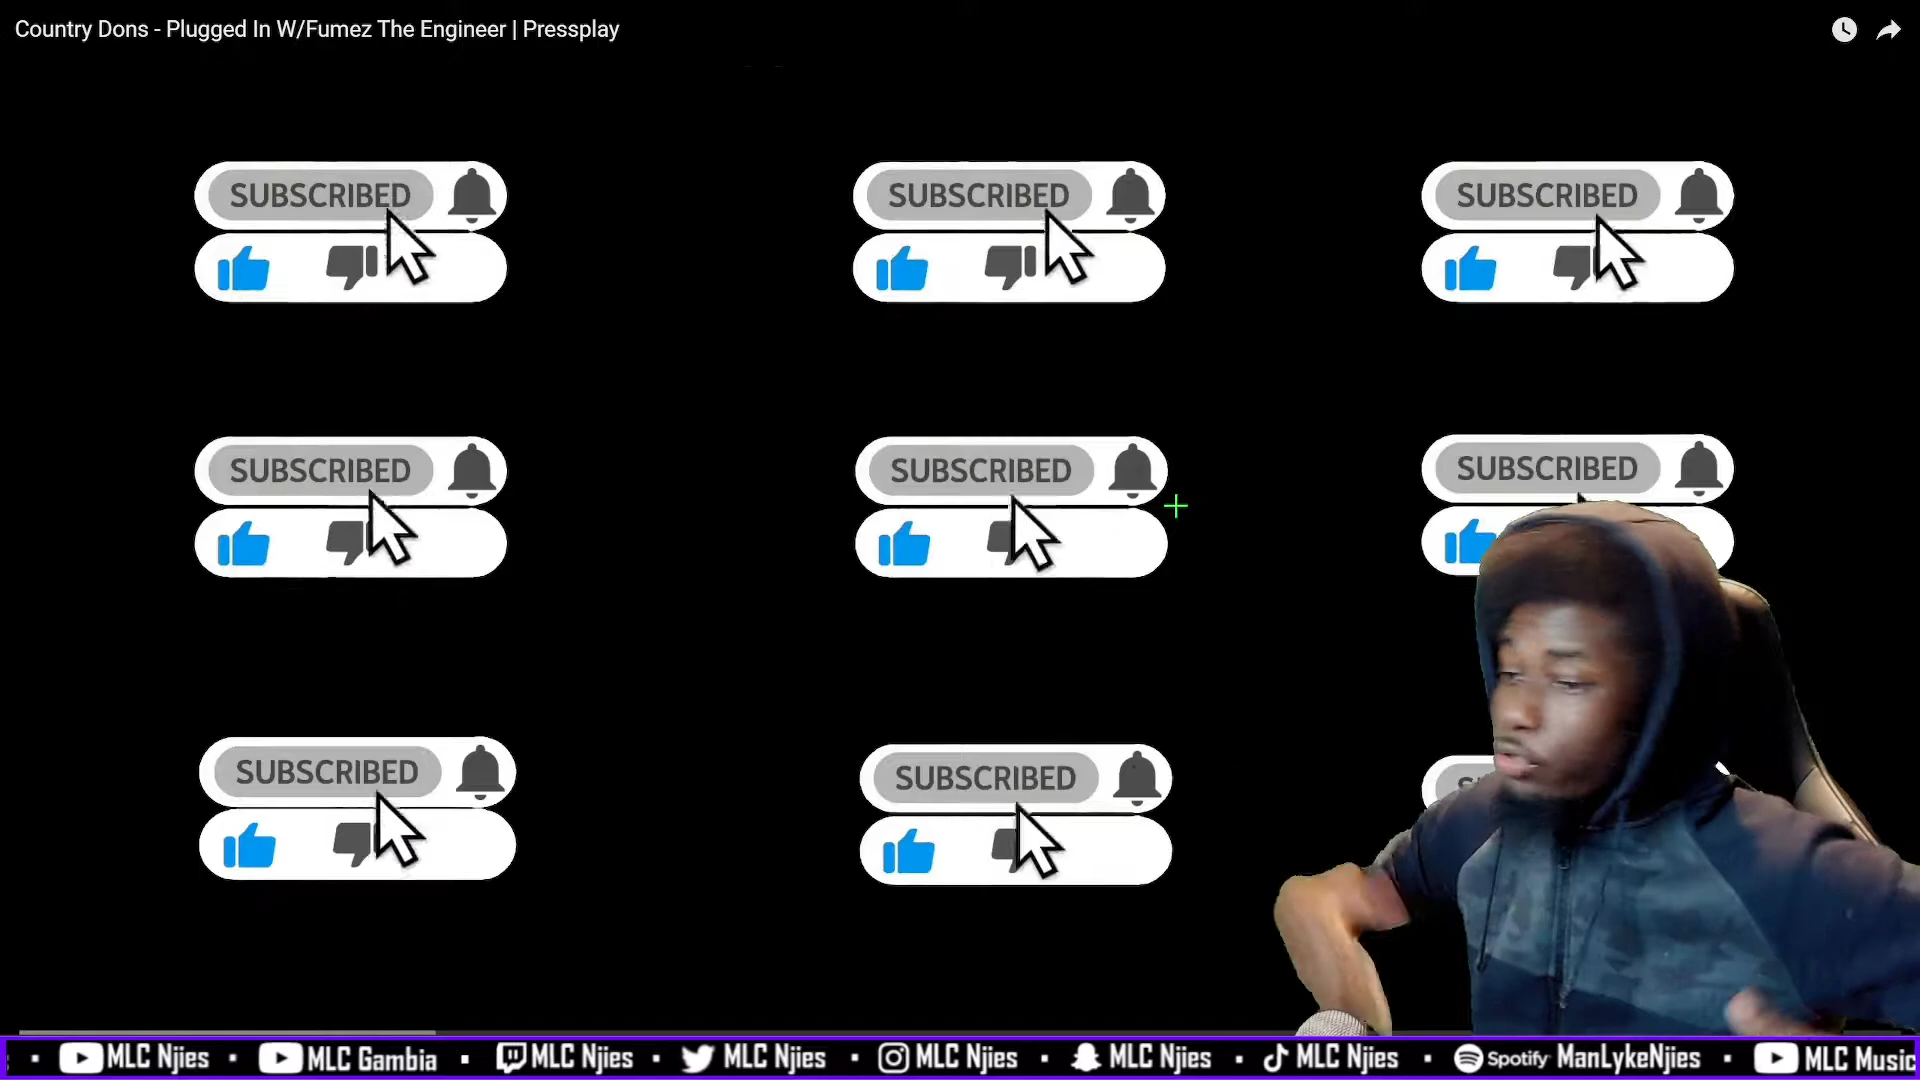 Country Dons - Plugged In W/Fumez The Engineer | Pressplay
SUBSCRIBED SUBSCRIBED SUBSCRIBED
SUBSCRIBED SUBSCRIBED SUBSCRIBED
SUBSCRIBED SUBSCRIBED
MLC Njies MLC Gambia MLC Njies MLC Njies MLC Njies MLC Njies MLC Njies Spotify ManLykeNjies MLC Music